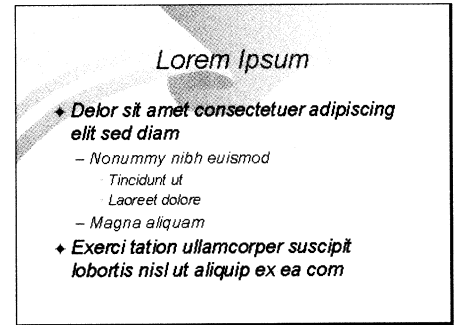 Lorem Ipsum
✦ Delor sit amet consectetuer adipiscing
elit sed diam
– Nonummy nibh euismod
· Tincidunt ut
· Laoreet dolore
– Magna aliquam
✦ Exerci tation ullamcorper suscipit
lobortis nisl ut aliquip ex ea com